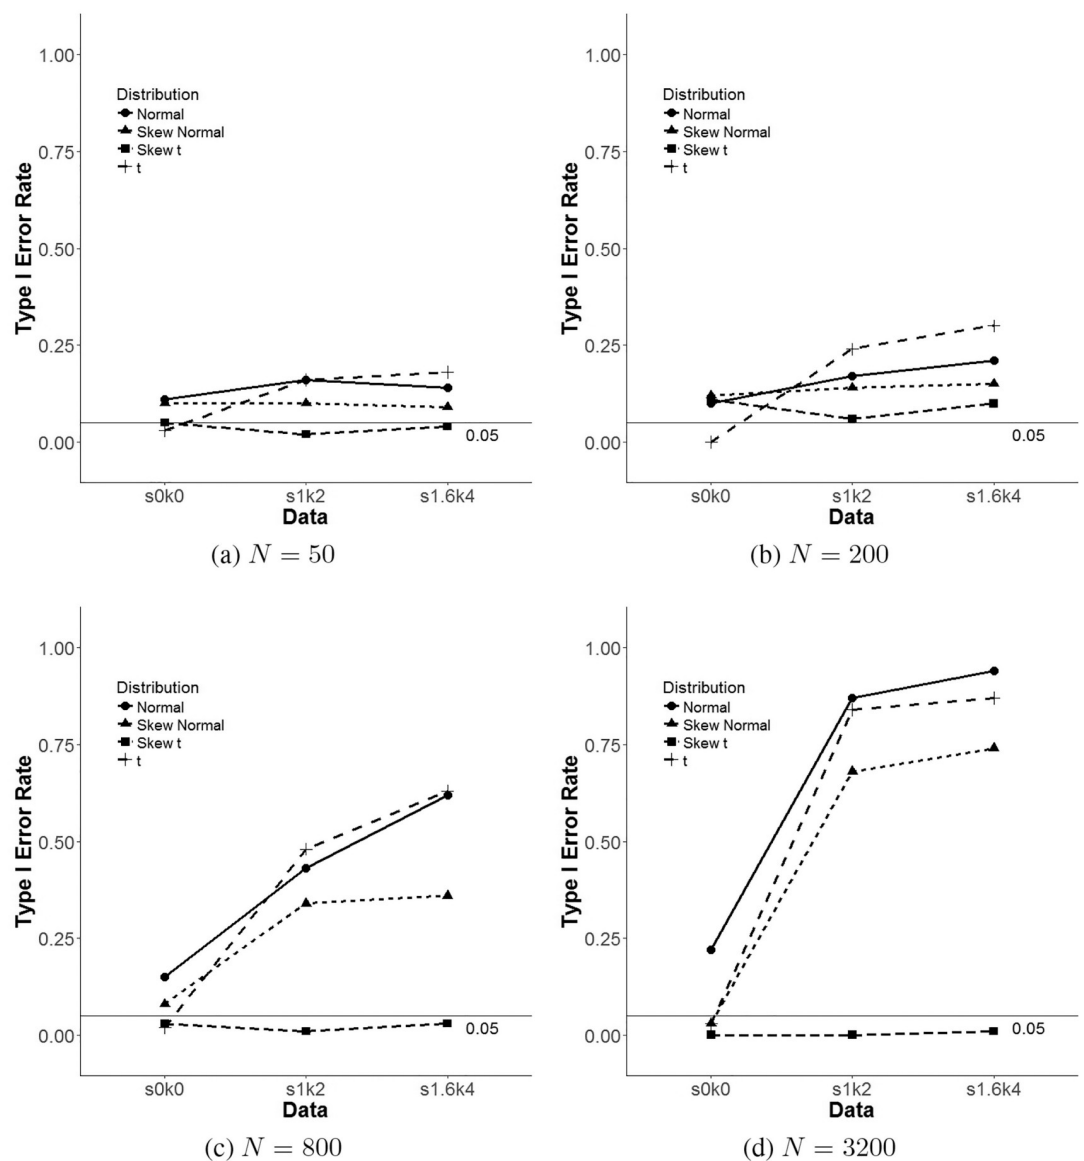 1.00
Distribution
Normal
Skew Normal
Skew t
t
0.75
0.50
0.25
0.00
Type I Error Rate
0.05
s0k0 s1k2 s1.6k4
Data
(a) N = 50
1.00
Distribution
Normal
Skew Normal
Skew t
t
0.75
0.50
0.25
0.00
Type I Error Rate
0.05
s0k0 s1k2 s1.6k4
Data
(b) N = 200
1.00
Distribution
Normal
Skew Normal
Skew t
t
0.75
0.50
0.25
0.00
Type I Error Rate
0.05
s0k0 s1k2 s1.6k4
Data
(c) N = 800
1.00
Distribution
Normal
Skew Normal
Skew t
t
0.75
0.50
0.25
0.00
Type I Error Rate
0.05
s0k0 s1k2 s1.6k4
Data
(d) N = 3200